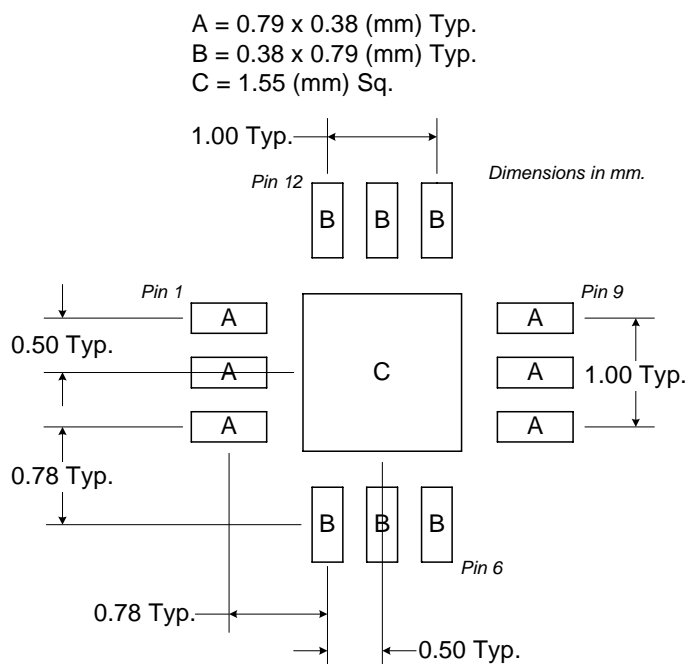 A = 0.79 x 0.38 (mm) Typ.
B = 0.38 x 0.79 (mm) Typ.
C = 1.55 (mm) Sq.
1.00 Typ.
Dimensions in mm.
Pin 12
B B B
Pin 1
Pin 9
A
A
0.50 Typ.
A
C
A
1.00 Typ.
A
A
0.78 Typ.
B B B
Pin 6
0.78 Typ.
0.50 Typ.